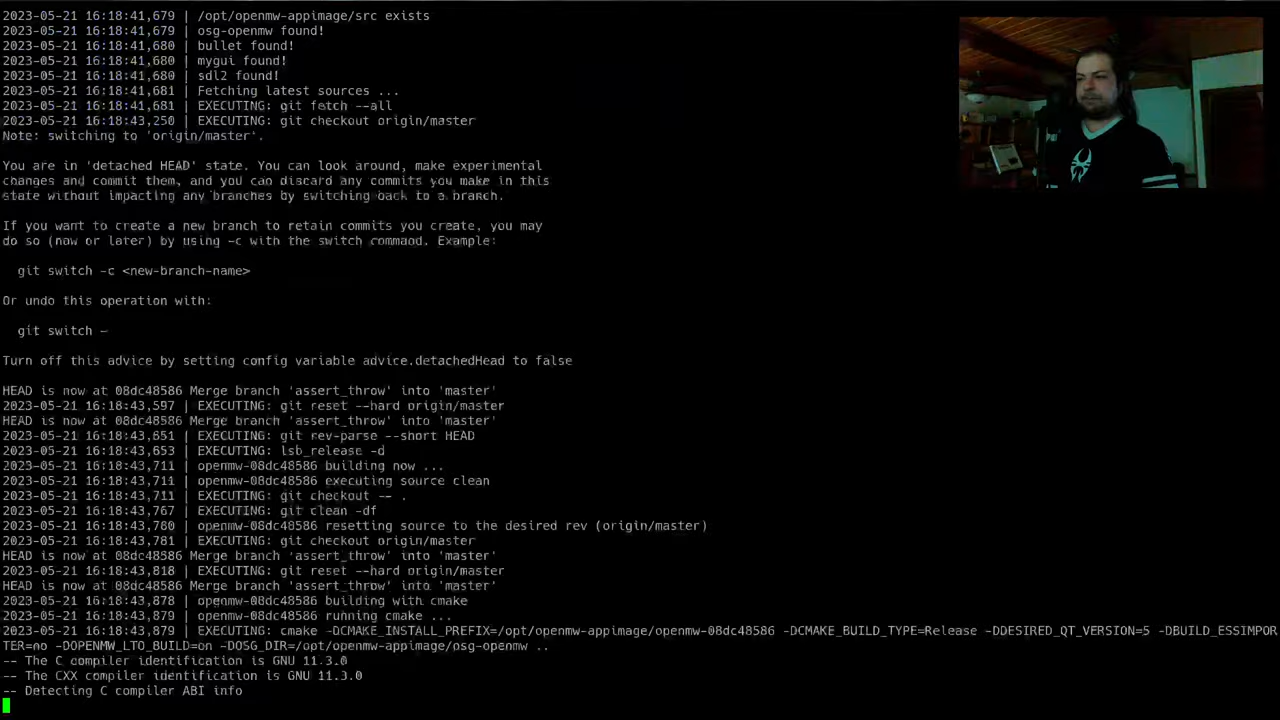 2023-05-21 16:18:41,679 | /opt/openmw-appimage/src exists
2023-05-21 16:18:41,679 | osg-openmw found!
2023-05-21 16:18:41,680 | bullet found!
2023-05-21 16:18:41,680 | mygui found!
2023-05-21 16:18:41,680 | sdl2 found!
2023-05-21 16:18:41,681 | Fetching latest sources ...
2023-05-21 16:18:41,681 | EXECUTING: git fetch --all
2023-05-21 16:18:43,250 | EXECUTING: git checkout origin/master
Note: switching to 'origin/master'.
You are in 'detached HEAD' state. You can look around, make experimental
changes and commit them, and you can discard any commits you make in this
state without impacting any branches by switching back to a branch.
If you want to create a new branch to retain commits you create, you may
do so (now or later) by using -c with the switch command. Example:
git switch -c <new-branch-name>
Or undo this operation with:
git switch -
Turn off this advice by setting config variable advice.detachedHead to false
HEAD is now at 08dc48586 Merge branch 'assert_throw' into 'master'
2023-05-21 16:18:43,597 | EXECUTING: git reset --hard origin/master
HEAD is now at 08dc48586 Merge branch 'assert_throw' into 'master'
2023-05-21 16:18:43,651 | EXECUTING: git rev-parse --short HEAD
2023-05-21 16:18:43,653 | EXECUTING: lsb_release -d
2023-05-21 16:18:43,711 | openmw-08dc48586 building now ...
2023-05-21 16:18:43,711 | openmw-08dc48586 executing source clean
2023-05-21 16:18:43,711 | EXECUTING: git checkout -- .
2023-05-21 16:18:43,767 | EXECUTING: git clean -df
2023-05-21 16:18:43,780 | openmw-08dc48586 resetting source to the desired rev (origin/master)
2023-05-21 16:18:43,781 | EXECUTING: git checkout origin/master
HEAD is now at 08dc48586 Merge branch 'assert_throw' into 'master'
2023-05-21 16:18:43,818 | EXECUTING: git reset --hard origin/master
HEAD is now at 08dc48586 Merge branch 'assert_throw' into 'master'
2023-05-21 16:18:43,878 | openmw-08dc48586 building with cmake
2023-05-21 16:18:43,879 | openmw-08dc48586 running cmake ...
2023-05-21 16:18:43,879 | EXECUTING: cmake -DCMAKE_INSTALL_PREFIX=/opt/openmw-appimage/openmw-08dc48586 -DCMAKE_BUILD_TYPE=Release -DDESIRED_QT_VERSION=5 -DBUILD_ESSIMPOR
TER=no -DOPENMW_LTO_BUILD=on -DOSG_DIR=/opt/openmw-appimage/osg-openmw ..
-- The C compiler identification is GNU 11.3.0
-- The CXX compiler identification is GNU 11.3.0
-- Detecting C compiler ABI info